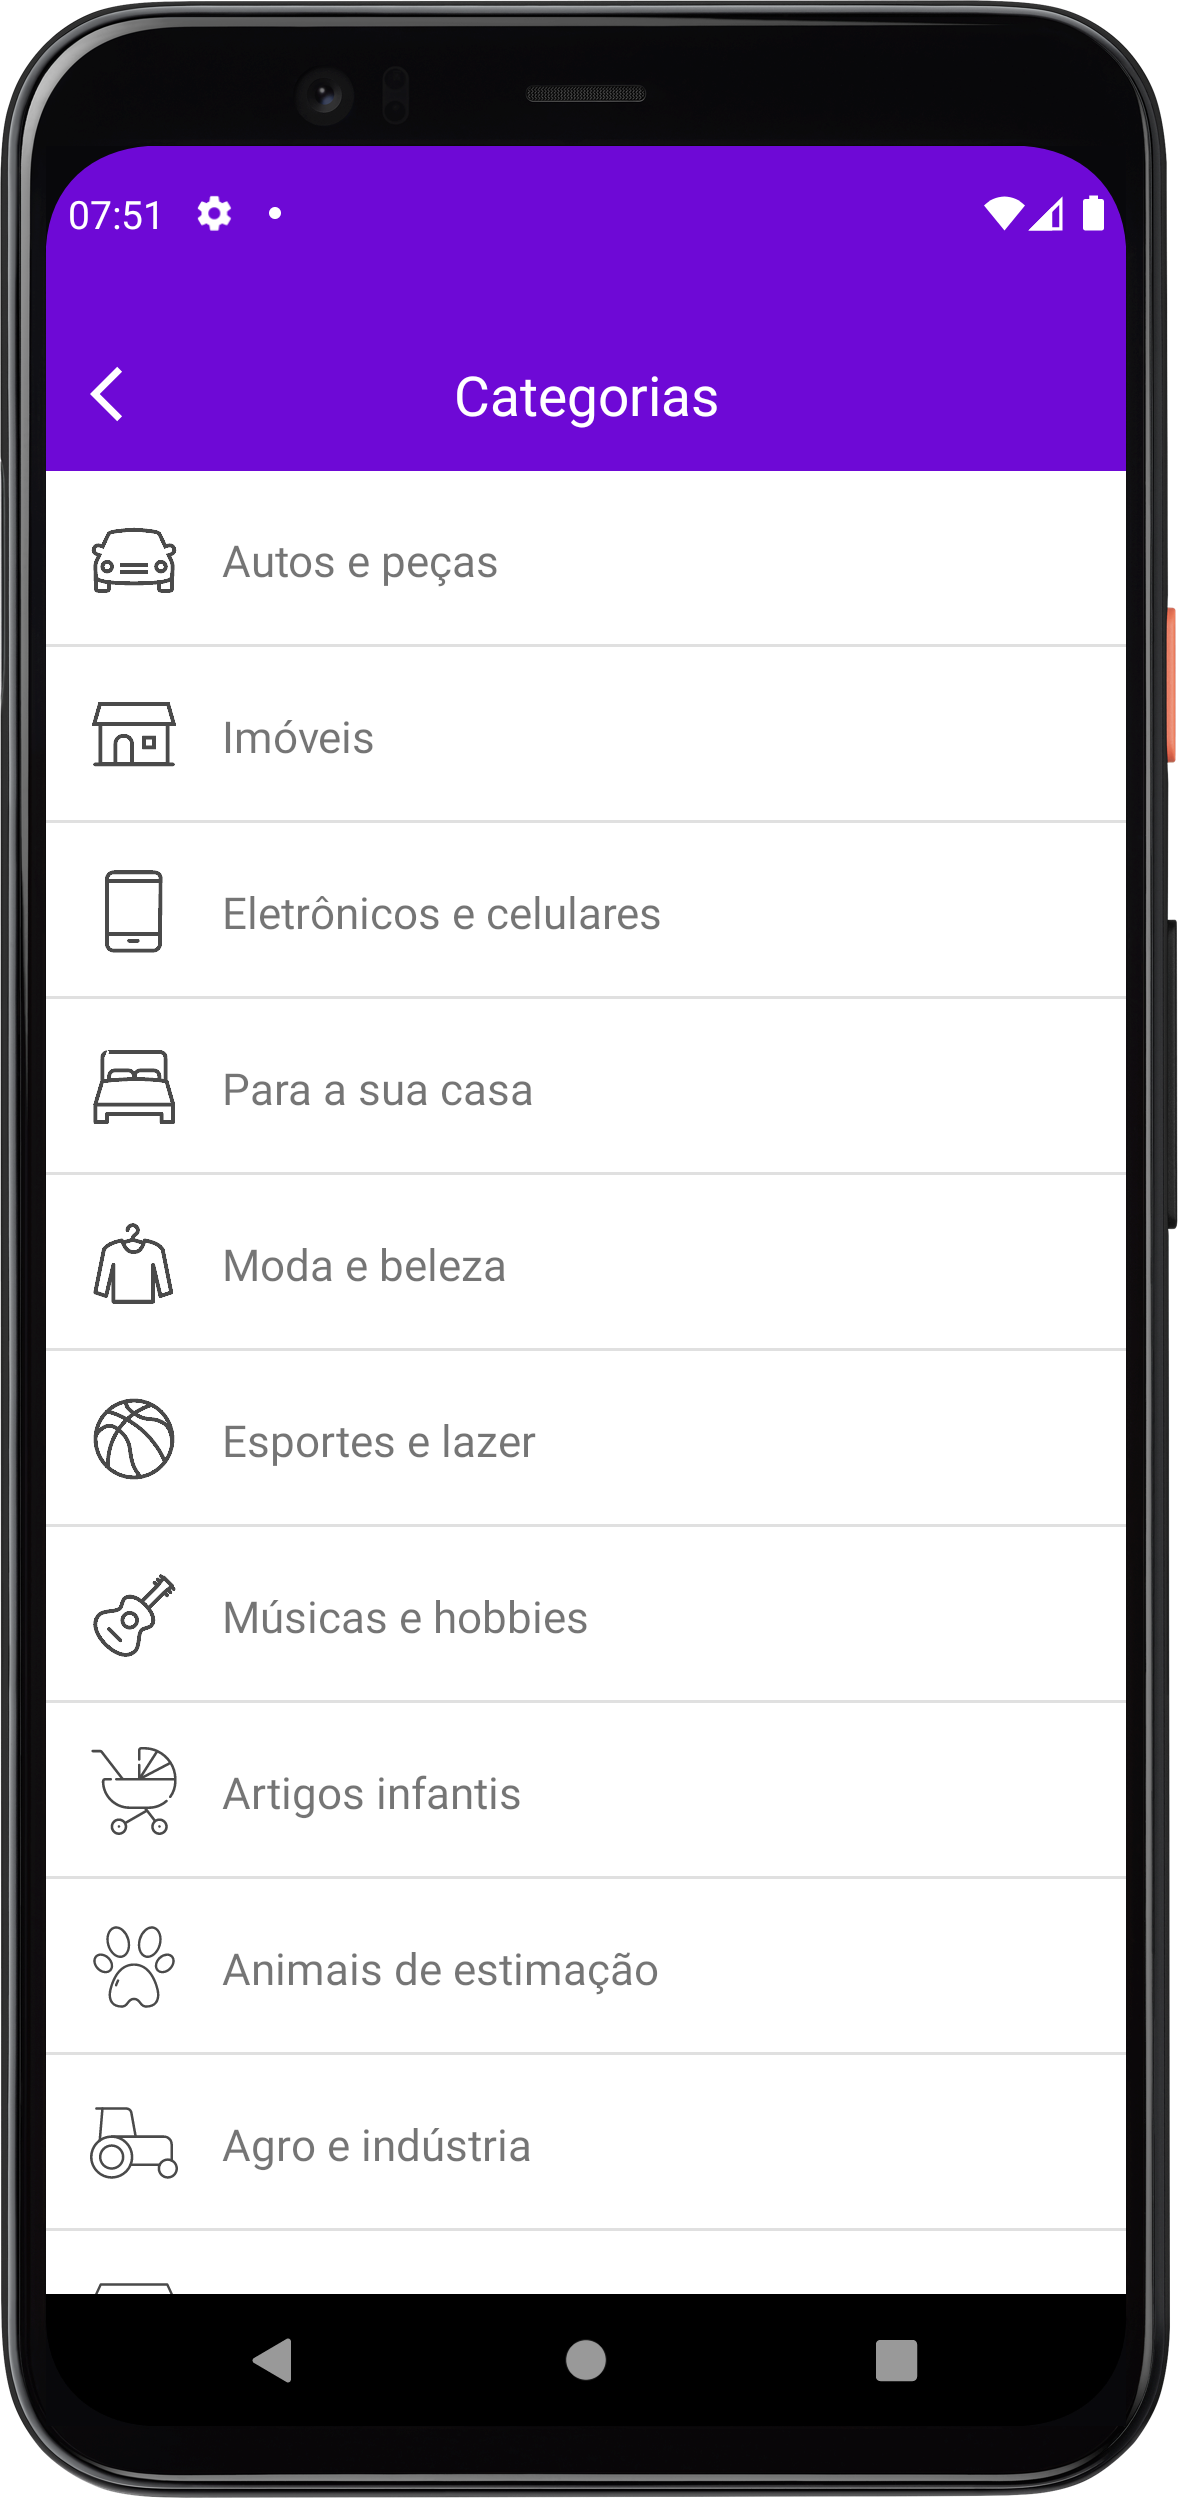 07:51
Categorias
Autos e peças
Imóveis
Eletrônicos e celulares
Para a sua casa
Moda e beleza
Esportes e lazer
Músicas e hobbies
Artigos infantis
Animais de estimação
Agro e indústria